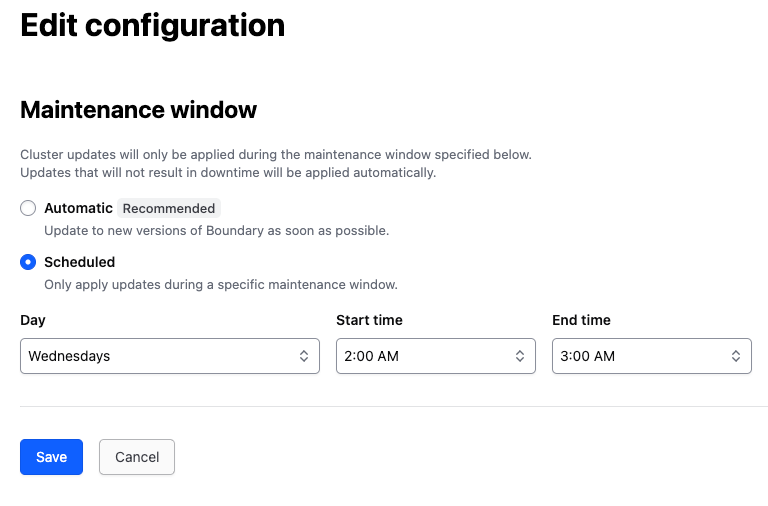 Edit configuration
Maintenance window
Cluster updates will only be applied during the maintenance window specified below.
Updates that will not result in downtime will be applied automatically.
Automatic Recommended
Update to new versions of Boundary as soon as possible.
Scheduled
Only apply updates during a specific maintenance window.
Day Start time End time
Wednesdays 2:00 AM 3:00 AM
Save Cancel